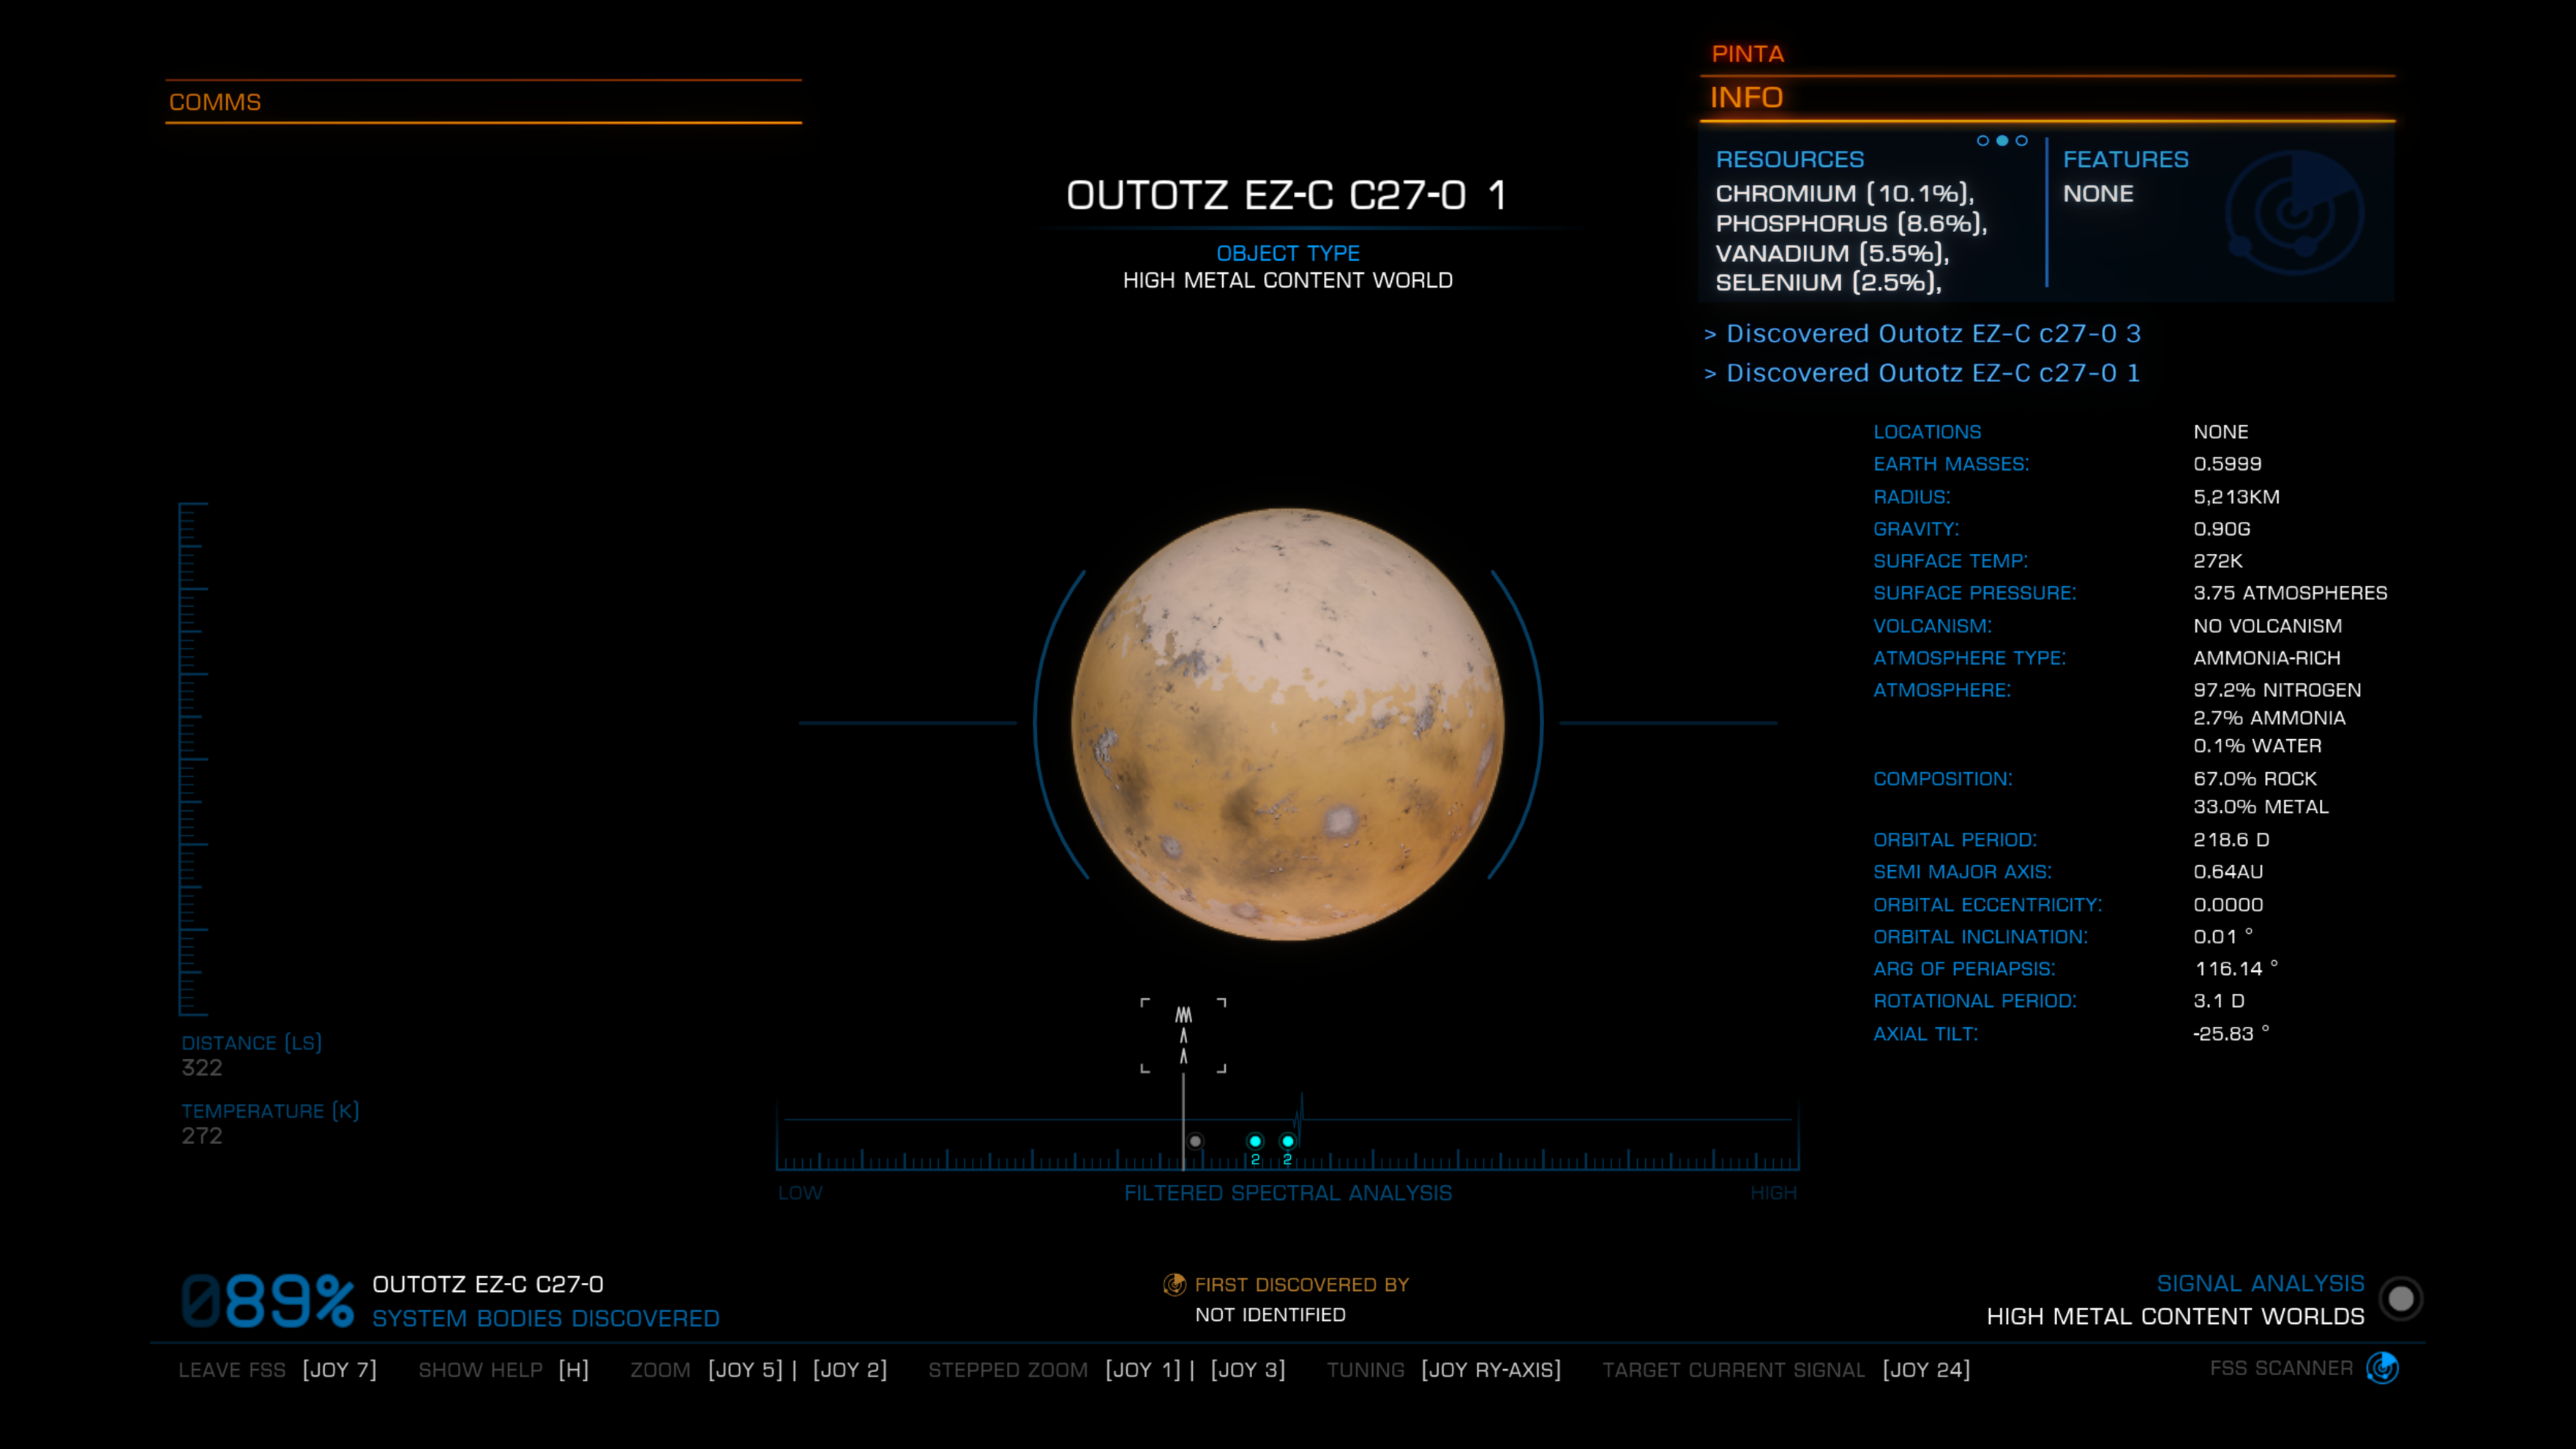 PINTA
COMMS
INFO
RESOURCES
CHROMIUM (10.1%),
PHOSPHORUS (8.6%),
VANADIUM (5.5%),
SELENIUM (2.5%),
FEATURES
NONE
OUTOTZ EZ-C C27-0 1
OBJECT TYPE
HIGH METAL CONTENT WORLD
> Discovered Outotz EZ-C c27-0 3
> Discovered Outotz EZ-C c27-0 1
LOCATIONS NONE
EARTH MASSES: 0.5999
RADIUS: 5,213KM
GRAVITY: 0.90G
SURFACE TEMP: 272K
SURFACE PRESSURE: 3.75 ATMOSPHERES
VOLCANISM: NO VOLCANISM
ATMOSPHERE TYPE: AMMONIA-RICH
ATMOSPHERE: 97.2% NITROGEN
2.7% AMMONIA
0.1% WATER
COMPOSITION: 67.0% ROCK
33.0% METAL
ORBITAL PERIOD: 218.6 D
SEMI MAJOR AXIS: 0.64AU
ORBITAL ECCENTRICITY: 0.0000
ORBITAL INCLINATION: 0.01 °
ARG OF PERIAPSIS: 116.14 °
ROTATIONAL PERIOD: 3.1 D
AXIAL TILT: -25.83 °
DISTANCE (LS)
322
TEMPERATURE (K)
272
2 2
LOW FILTERED SPECTRAL ANALYSIS HIGH
089% OUTOTZ EZ-C C27-0
SYSTEM BODIES DISCOVERED
FIRST DISCOVERED BY
NOT IDENTIFIED
SIGNAL ANALYSIS
HIGH METAL CONTENT WORLDS
LEAVE FSS [JOY 7] SHOW HELP [H] ZOOM [JOY 5] | [JOY 2] STEPPED ZOOM [JOY 1] | [JOY 3] TUNING [JOY RY-AXIS] TARGET CURRENT SIGNAL [JOY 24] FSS SCANNER